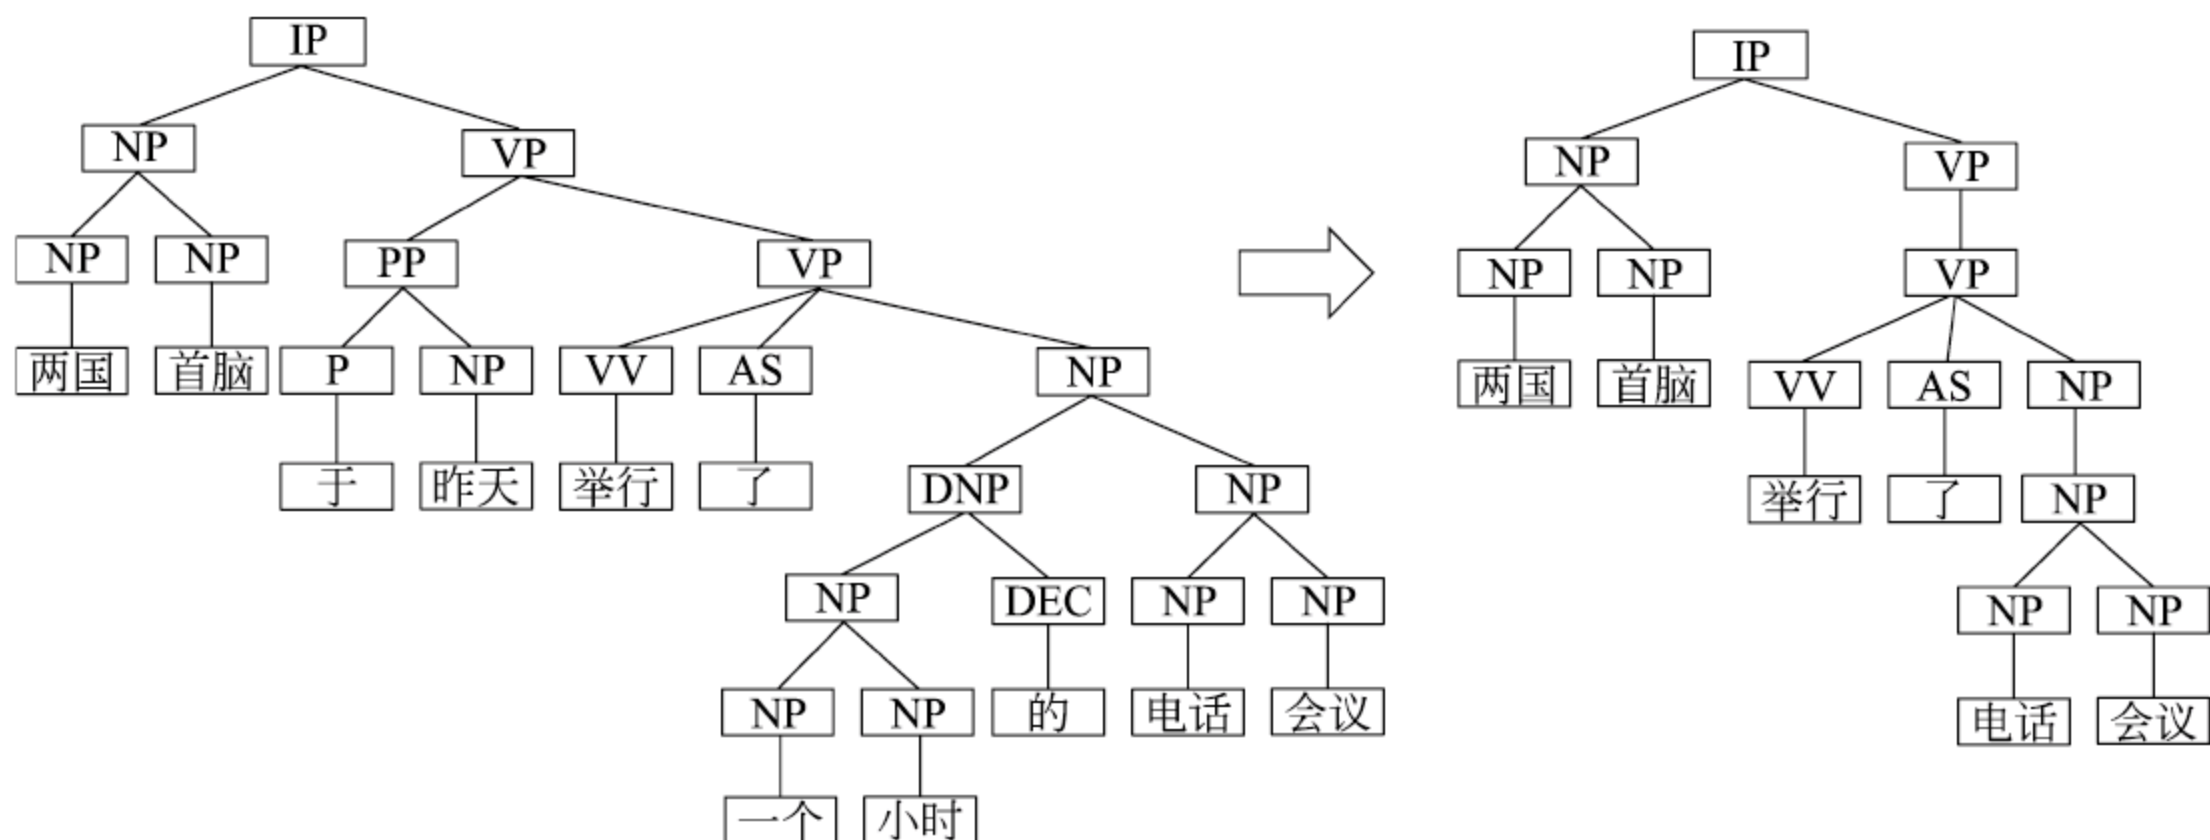 IP
IP
NP VP
NP VP
NP NP PP VP
NP NP VP
两国 首脑 P NP VV AS NP
两国 首脑 VV AS NP
于 昨天 举行 了 DNP NP
举行 了 NP
NP DEC NP NP
NP NP
NP NP 的 电话 会议
电话 会议
一个 小时